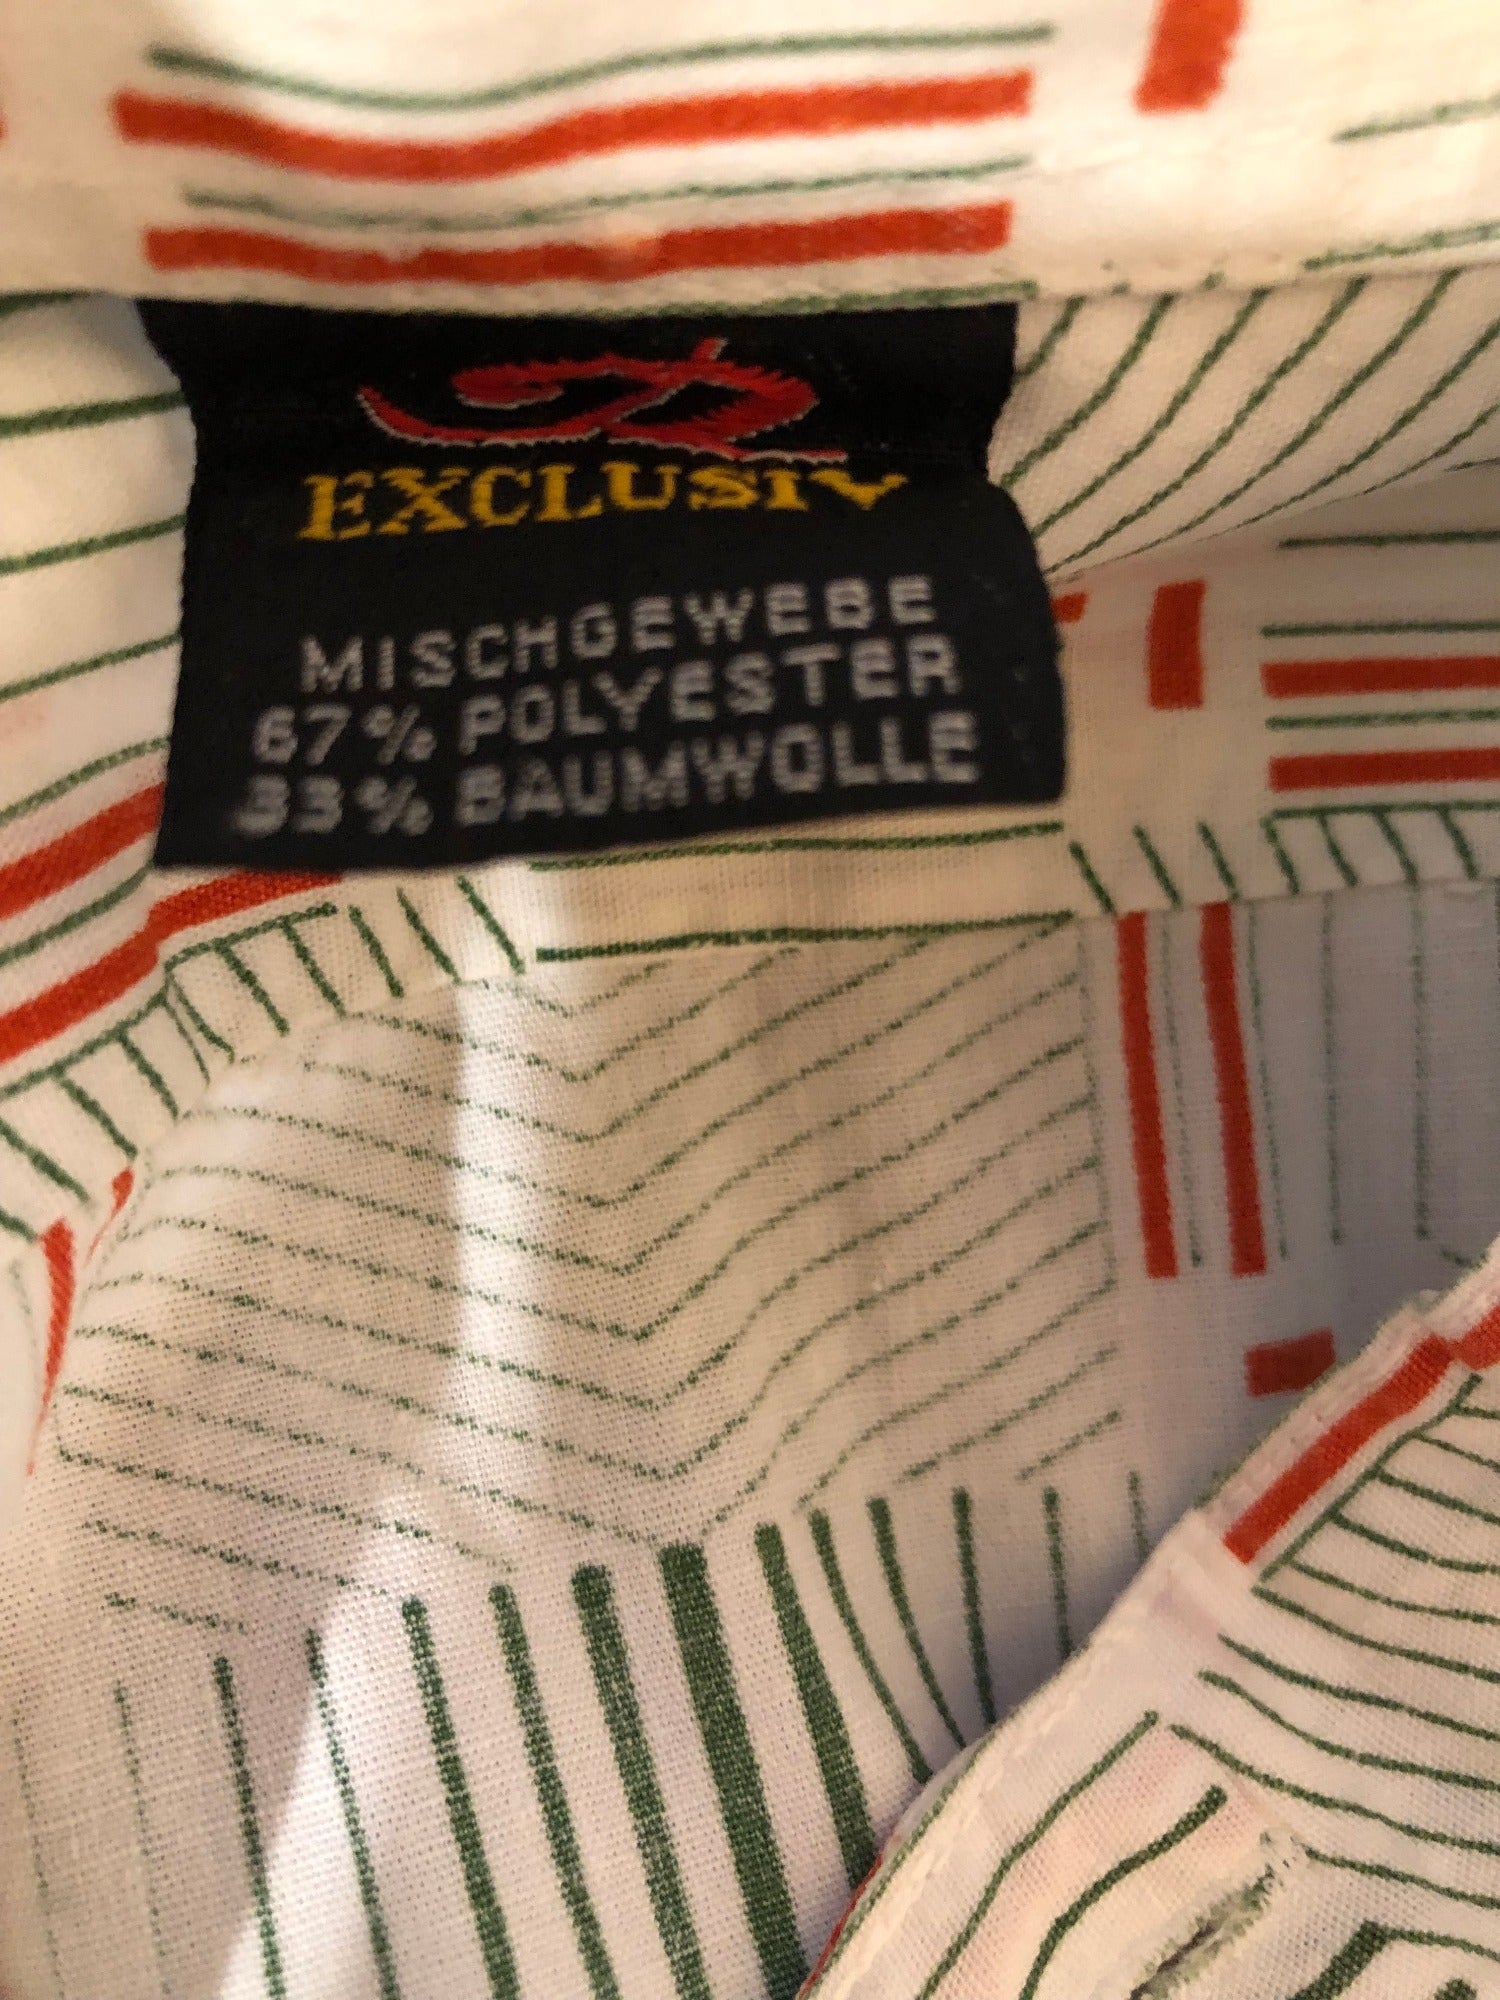 EXCLUSIV
MISCHGEWEBE
67% POLYESTER
33% BAUMWOLLE